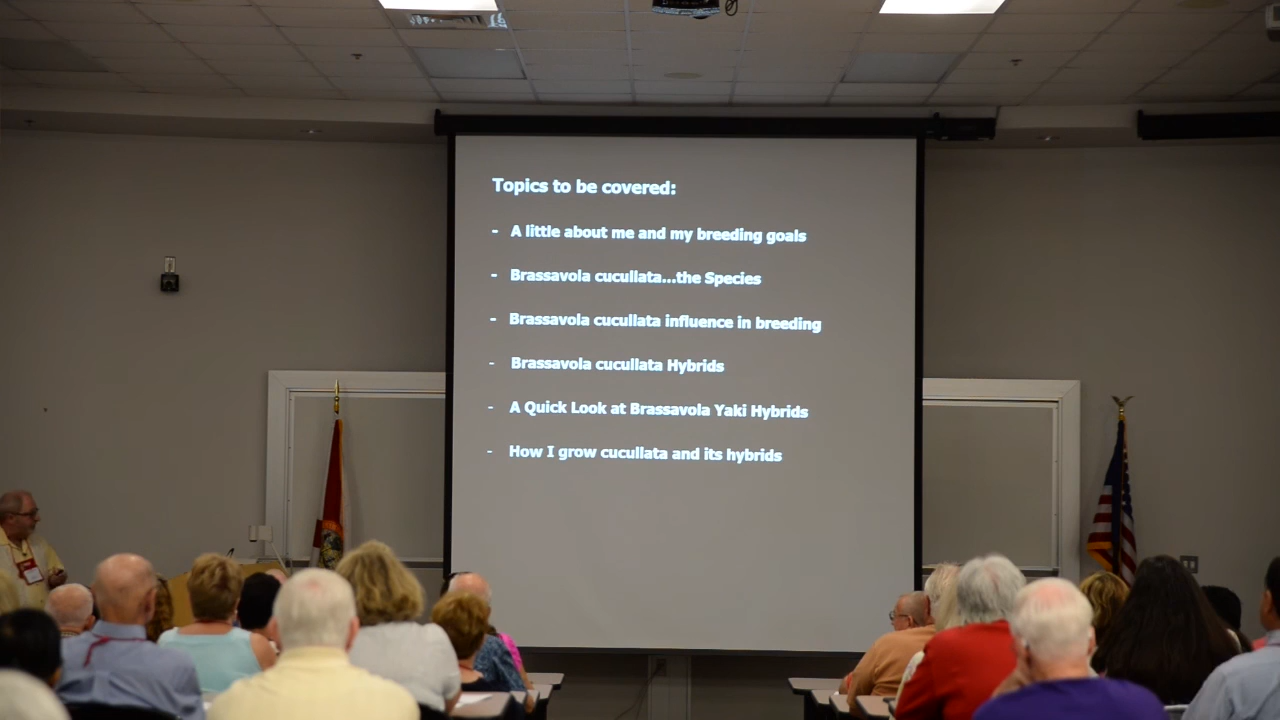 Topics to be covered:
- A little about me and my breeding goals
- Brassavola cucullata...the Species
- Brassavola cucullata influence in breeding
- Brassavola cucullata Hybrids
- A Quick Look at Brassavola Yaki Hybrids
- How I grow cucullata and its hybrids